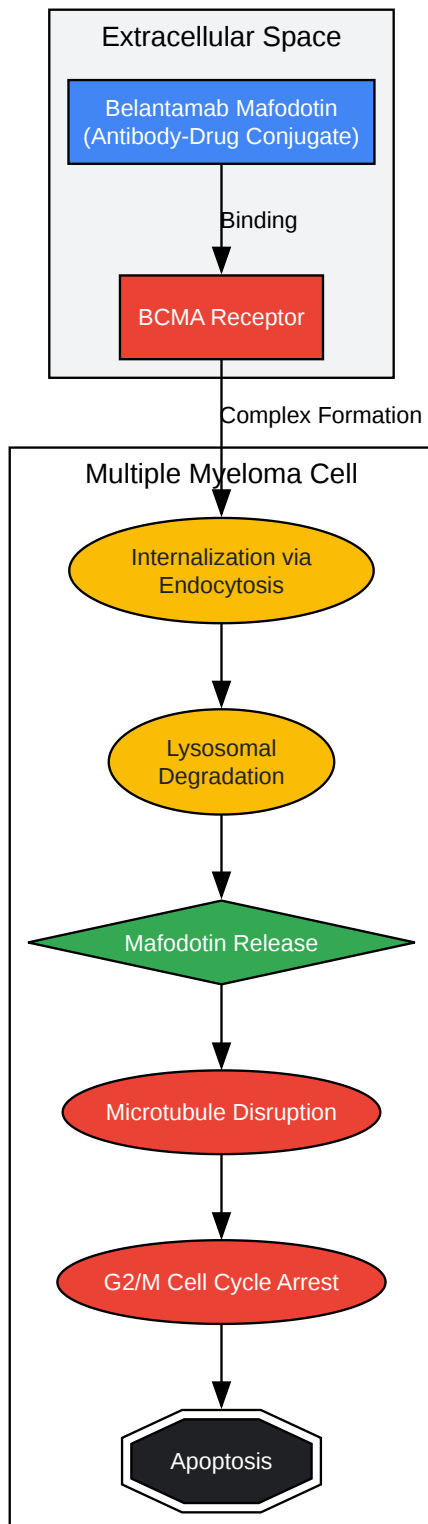 Extracellular Space
Belantamab Mafodotin
(Antibody-Drug Conjugate)
Binding
BCMA Receptor
Complex Formation
Multiple Myeloma Cell
Internalization via
Endocytosis
Lysosomal
Degradation
Mafodotin Release
Microtubule Disruption
G2/M Cell Cycle Arrest
Apoptosis